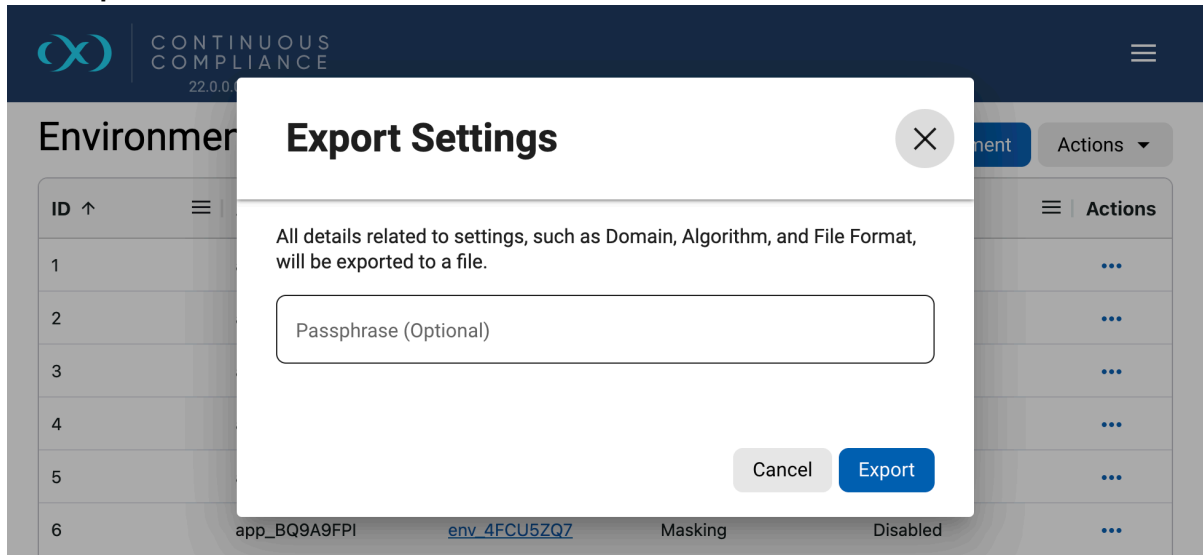 CONTINUOUS
COMPLIANCE
22.0.0.
Export Settings
Actions
ID
Actions
All details related to settings, such as Domain, Algorithm, and File Format,
will be exported to a file.
1
2
Passphrase (Optional)
3
4
5
Cancel
Export
6 app_BQ9A9FPI env_4FCU5ZQ7 Masking Disabled